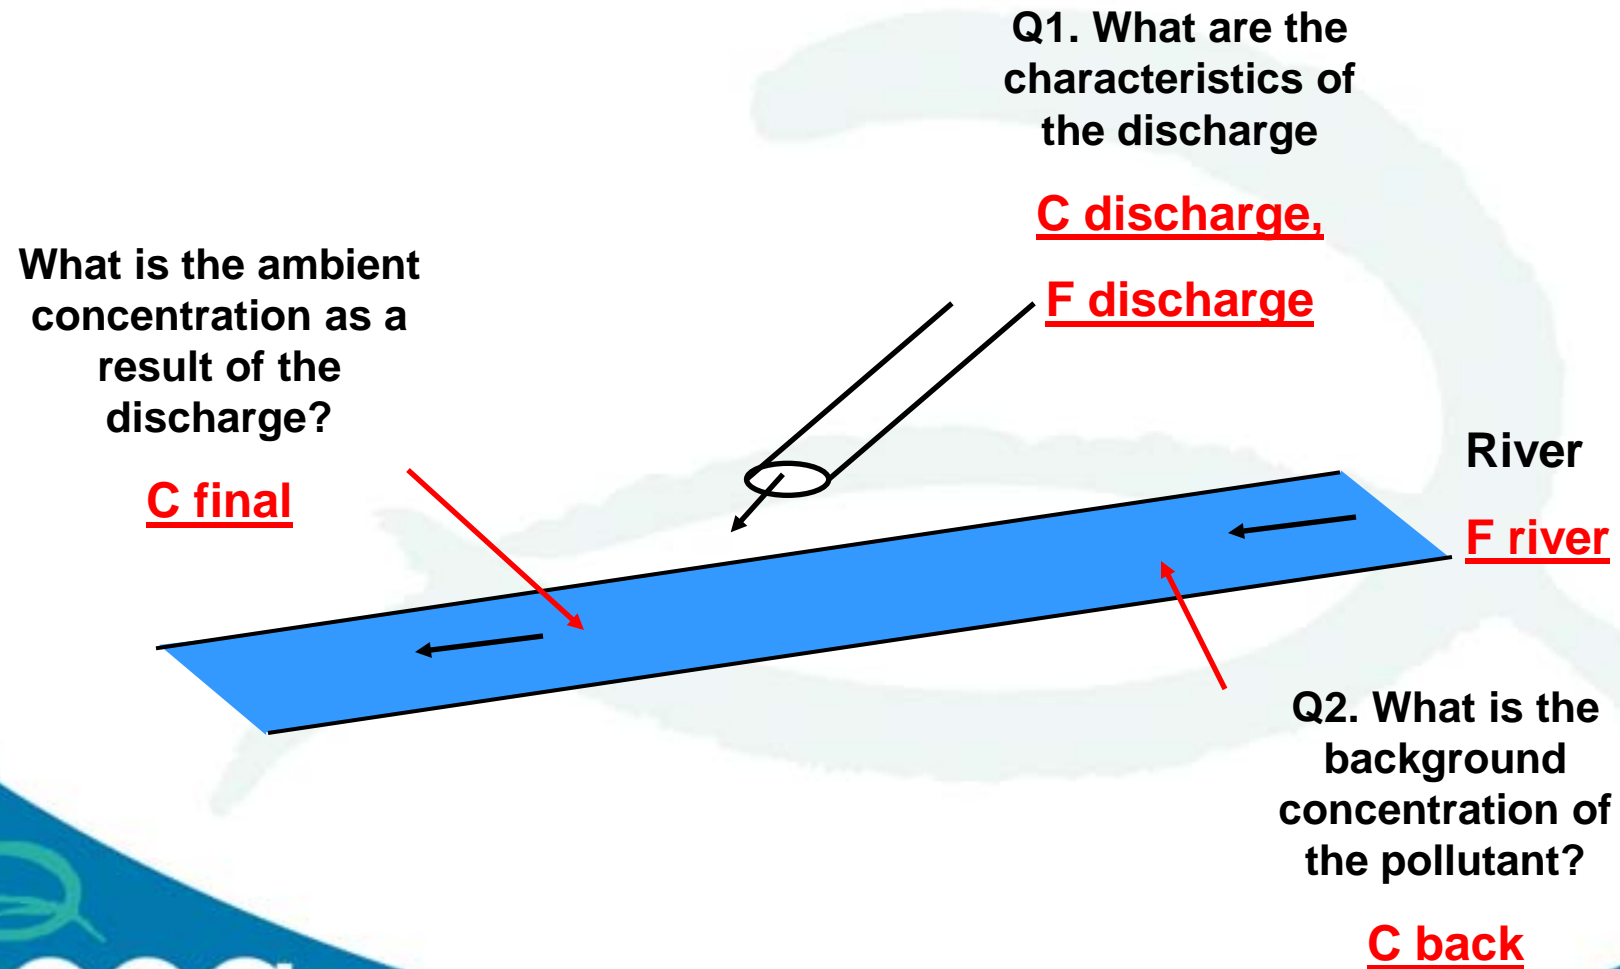 Q1. What are the
characteristics of
the discharge
C discharge,
F discharge
What is the ambient
concentration as a
result of the
discharge?
C final
River
F river
Q2. What is the
background
concentration of
the pollutant?
C back